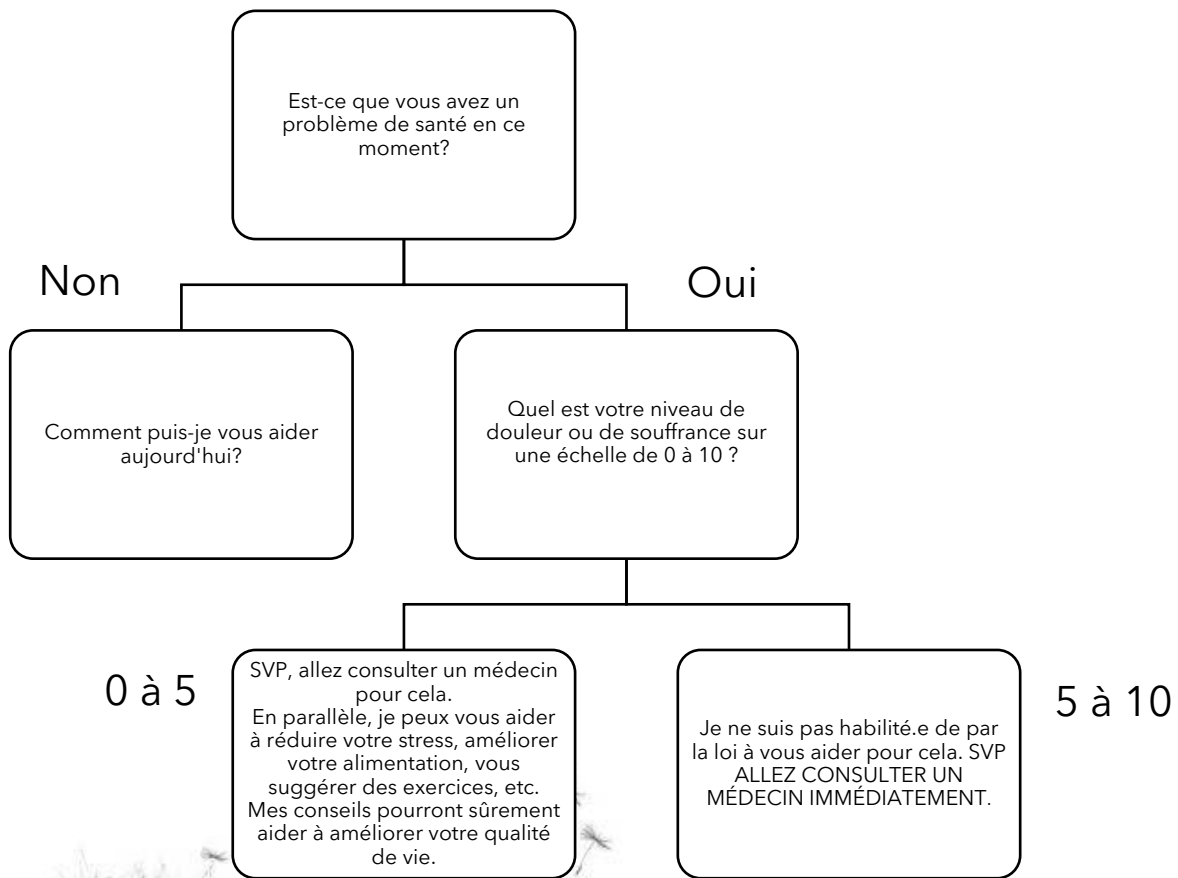 Est-ce que vous avez un
problème de santé en ce
moment?
Non
Oui
Comment puis-je vous aider
aujourd'hui?
Quel est votre niveau de
douleur ou de souffrance sur
une échelle de 0 à 10 ?
0 à 5
SVP, allez consulter un médecin
pour cela.
En parallèle, je peux vous aider
à réduire votre stress, améliorer
votre alimentation, vous
suggérer des exercices, etc.
Mes conseils pourront sûrement
aider à améliorer votre qualité
de vie.
Je ne suis pas habilité.e de par
la loi à vous aider pour cela. SVP
ALLEZ CONSULTER UN
MÉDECIN IMMÉDIATEMENT.
5 à 10